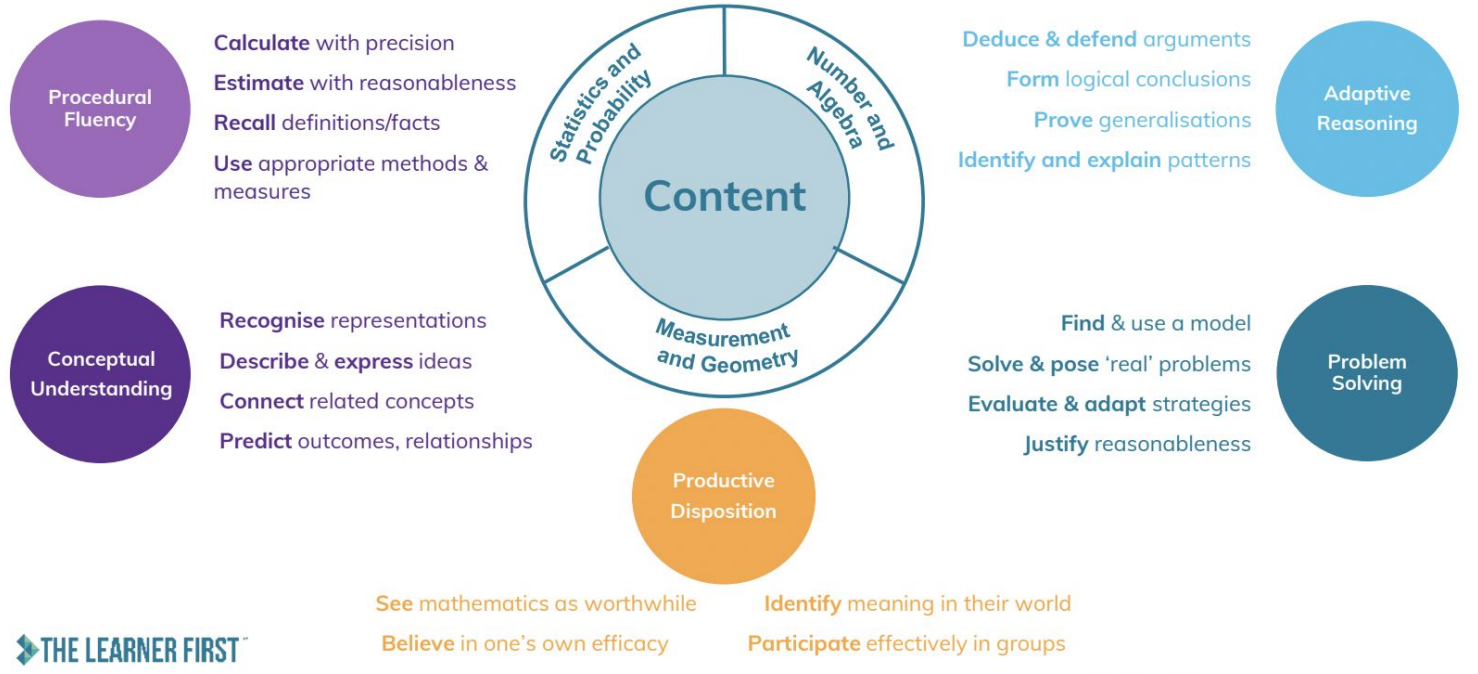 Procedural
Fluency
Calculate with precision
Estimate with reasonableness
Recall definitions/facts
Use appropriate methods &
measures
Conceptual
Understanding
Recognise representations
Describe & express ideas
Connect related concepts
Predict outcomes, relationships
Statistics and
Probability
Number and
Algebra
Content
Measurement
and Geometry
Deduce & defend arguments
Form logical conclusions
Prove generalisations
Identify and explain patterns
Adaptive
Reasoning
Find & use a model
Solve & pose ‘real’ problems
Evaluate & adapt strategies
Justify reasonableness
Problem
Solving
Productive
Disposition
See mathematics as worthwhile
Identify meaning in their world
Believe in one’s own efficacy
Participate effectively in groups
THE LEARNER FIRST